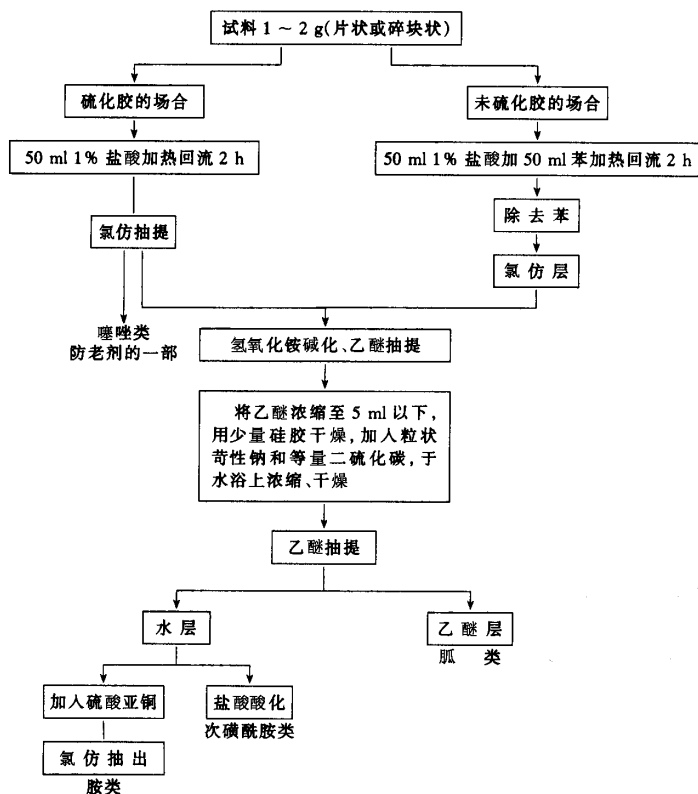 试料 1 ~ 2 g(片状或碎块状)
硫化胶的场合
未硫化胶的场合
50 ml 1% 盐酸加热回流 2 h
50 ml 1% 盐酸加 50 ml 苯加热回流 2 h
除去苯
氯仿抽提
氯仿层
噻唑类
防老剂的一部
氢氧化铵碱化、乙醚抽提
将乙醚浓缩至 5 ml 以下,
用少量硅胶干燥,加入粒状
苛性钠和等量二硫化碳,于
水浴上浓缩、干燥
乙醚抽提
水层
乙醚层
胍类
加入硫酸亚铜
盐酸酸化
次磺酰胺类
氯仿抽出
胺类